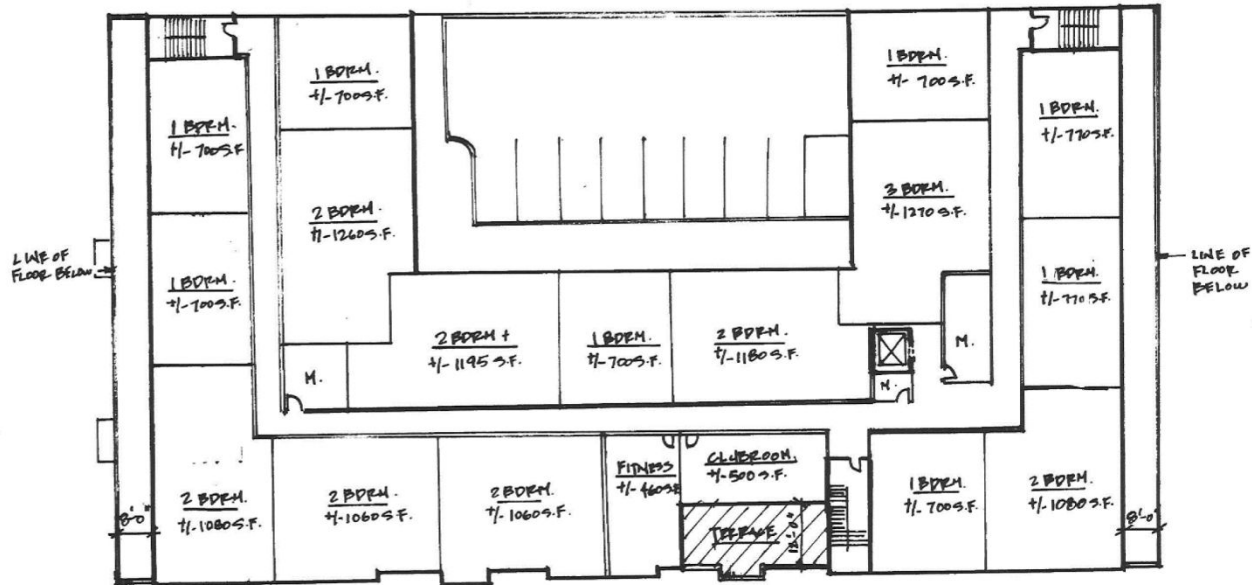 1 BDRM.
+/- 700 S.F.
1 BDRM.
+/- 700 S.F.
1 BDRM.
+/- 700 S.F
1 BDRM.
+/- 770 S.F.
2 BDRM.
+/- 1260 S.F.
3 BDRM.
+/- 1270 S.F.
LINE OF
FLOOR BELOW
1 BDRM.
+/- 700 S.F.
1 BDRM.
+/- 770 S.F.
LINE OF
FLOOR
BELOW
2 BDRM +
+/- 1195 S.F.
1 BDRM.
+/- 700 S.F.
2 BDRM.
+/- 1180 S.F.
M.
M.
M.
8'-0"
2 BDRM.
+/- 1080 S.F.
2 BDRM.
+/- 1060 S.F.
2 BDRM.
+/- 1060 S.F.
FITNESS
+/- 460 S.F
CLUBROOM.
+/- 500 S.F.
TERRACE
12'-0"
1 BDRM.
+/- 700 S.F.
2 BDRM.
+/- 1080 S.F.
8'-0"